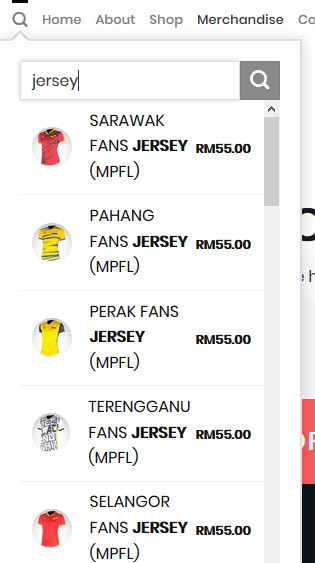 Home About Shop Merchandise Co
jersey
SARAWAK
FANS JERSEY RM55.00
(MPFL)
PAHANG
FANS JERSEY RM55.00
(MPFL)
PERAK FANS
JERSEY RM55.00
(MPFL)
TERENGGANU
FANS JERSEY RM55.00
(MPFL)
SELANGOR
FANS JERSEY RM55.00
(MPFL)